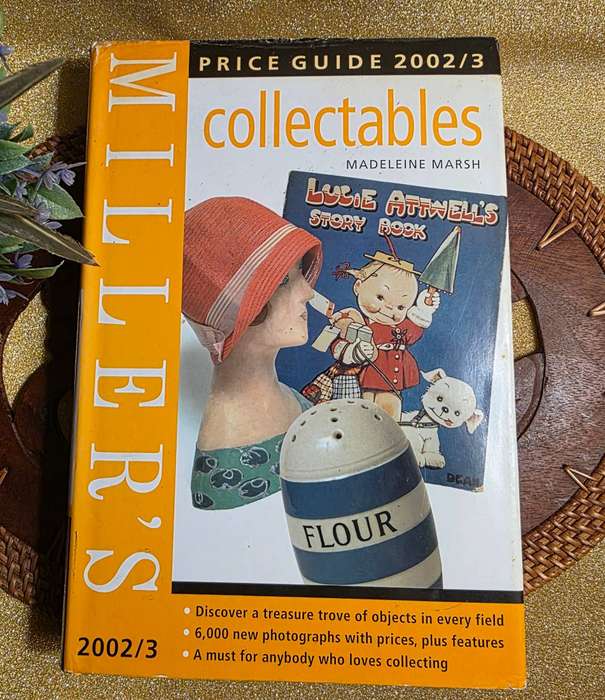 MILLER'S
PRICE GUIDE 2002/3
collectables
MADELEINE MARSH
LUCIE ATTWELL'S
STORY BOOK
DEAN
FLOUR
• Discover a treasure trove of objects in every field
• 6,000 new photographs with prices, plus features
• A must for anybody who loves collecting
2002/3